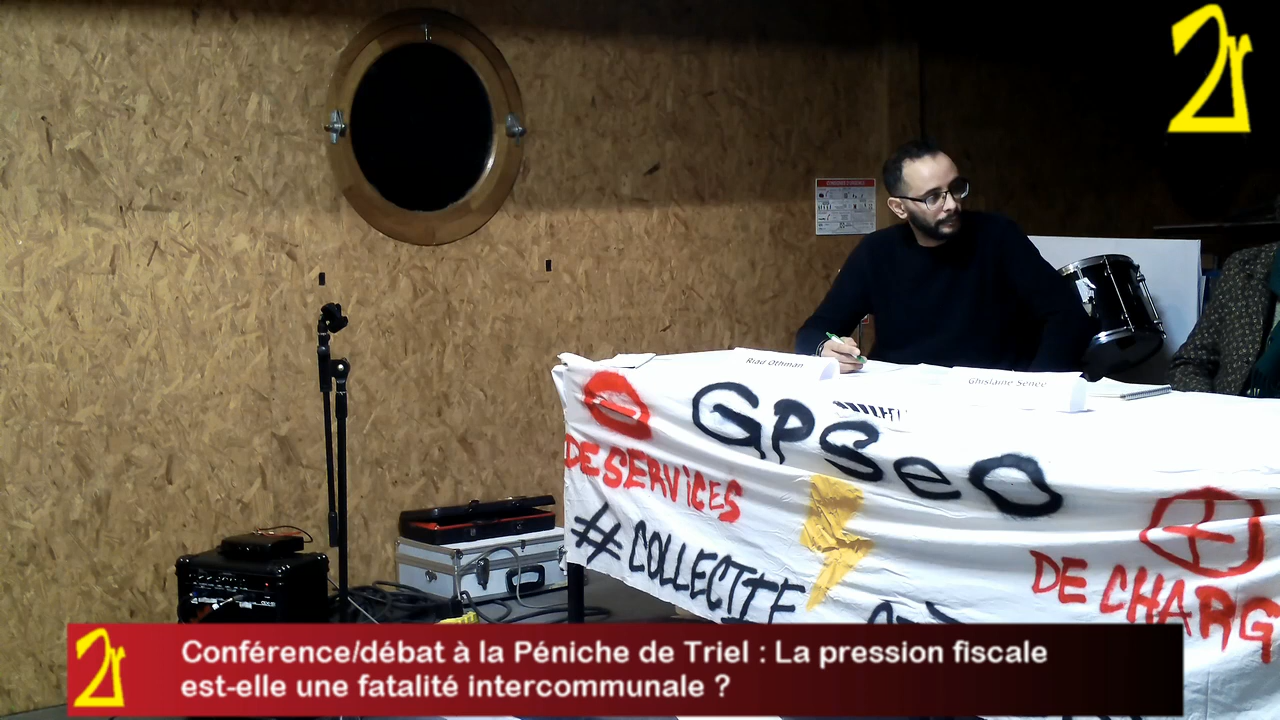 2r
Riad Othman
Ghislaine Senée
GPSeO
DE SERVICES
DE CHARG
# COLLECTIF
2r
Conférence/débat à la Péniche de Triel : La pression fiscale
est-elle une fatalité intercommunale ?